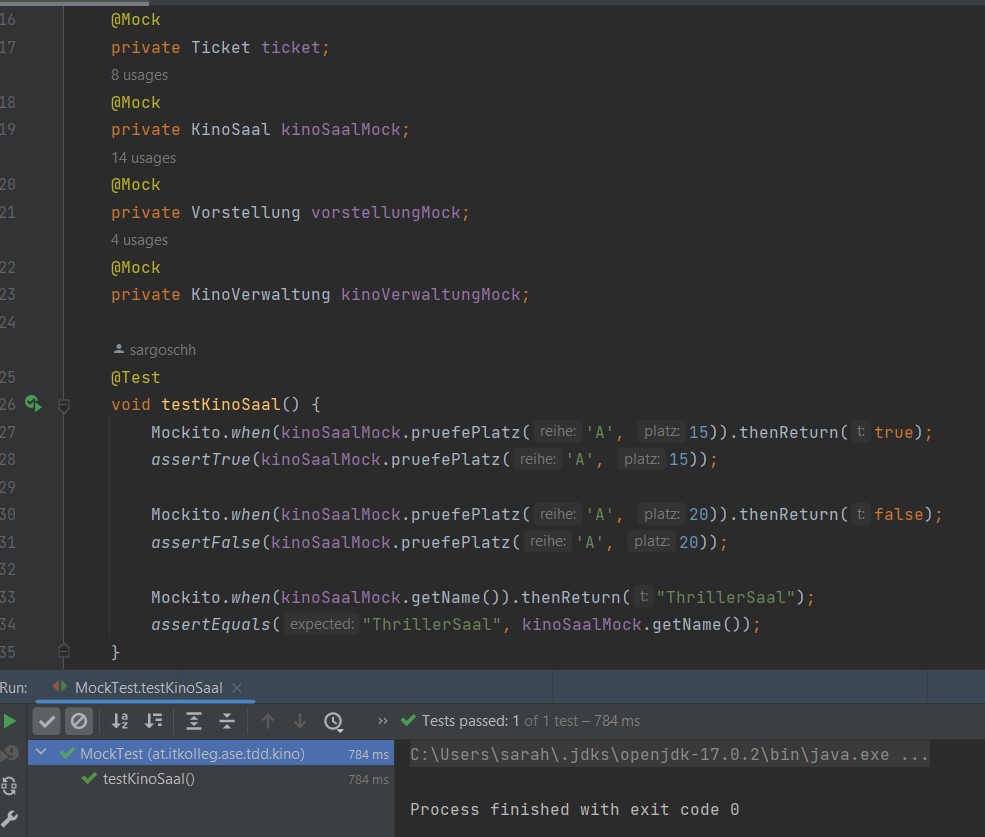 16 @Mock
17 private Ticket ticket;
8 usages
18 @Mock
19 private KinoSaal kinoSaalMock;
14 usages
20 @Mock
21 private Vorstellung vorstellungMock;
4 usages
22 @Mock
23 private KinoVerwaltung kinoVerwaltungMock;
24
sargoschh
25 @Test
26 void testKinoSaal() {
27 Mockito.when(kinoSaalMock.pruefePlatz( reihe: 'A', platz: 15)).thenReturn( t: true);
28 assertTrue(kinoSaalMock.pruefePlatz( reihe: 'A', platz: 15));
29
30 Mockito.when(kinoSaalMock.pruefePlatz( reihe: 'A', platz: 20)).thenReturn( t: false);
31 assertFalse(kinoSaalMock.pruefePlatz( reihe: 'A', platz: 20));
32
33 Mockito.when(kinoSaalMock.getName()).thenReturn( t: "ThrillerSaal");
34 assertEquals( expected: "ThrillerSaal", kinoSaalMock.getName());
35 }
Run: MockTest.testKinoSaal
Tests passed: 1 of 1 test – 784 ms
MockTest (at.itkolleg.ase.tdd.kino) 784 ms
testKinoSaal() 784 ms
C:\Users\sarah\.jdks\openjdk-17.0.2\bin\java.exe ...
Process finished with exit code 0